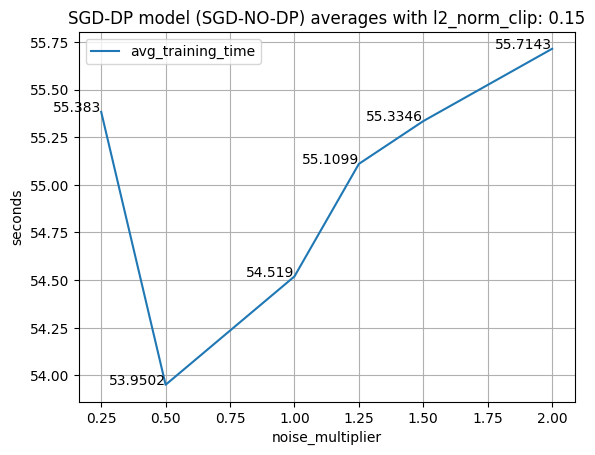 SGD-DP model (SGD-NO-DP) averages with l2_norm_clip: 0.15
avg_training_time
55.75
55.50
55.25
55.00
54.75
54.50
54.25
54.00
seconds
55.383
53.9502
54.519
55.1099
55.3346
55.7143
0.25 0.50 0.75 1.00 1.25 1.50 1.75 2.00
noise_multiplier